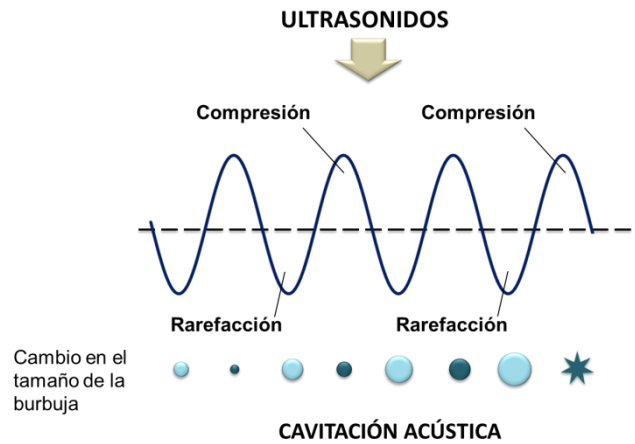 ULTRASONIDOS
Compresión
Compresión
Rarefacción
Rarefacción
Cambio en el
tamaño de la
burbuja
CAVITACIÓN ACÚSTICA